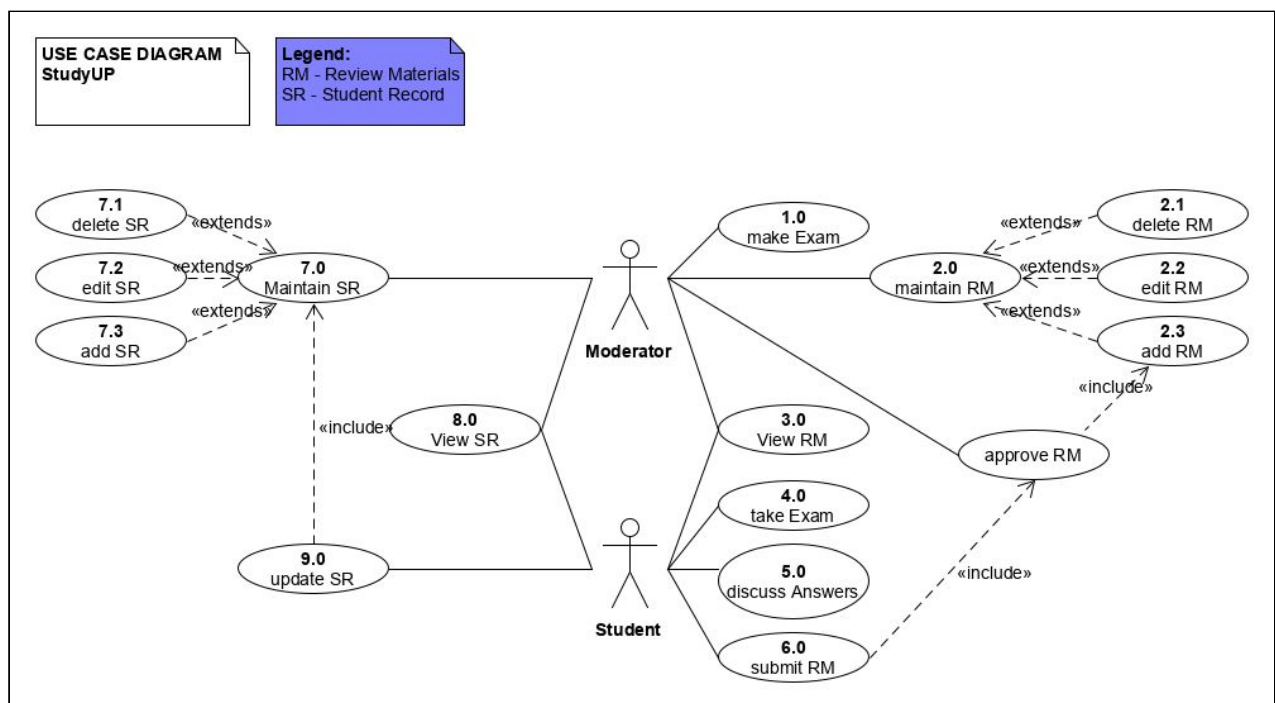 USE CASE DIAGRAM
StudyUP
Legend:
RM - Review Materials
SR - Student Record
7.1
delete SR
«extends»
7.2
edit SR
«extends»
7.0
Maintain SR
7.3
add SR
«extends»
Moderator
1.0
make Exam
2.0
maintain RM
«extends»
2.1
delete RM
«extends»
2.2
edit RM
«extends»
2.3
add RM
«include»
«include»
8.0
View SR
3.0
View RM
approve RM
4.0
take Exam
9.0
update SR
Student
5.0
discuss Answers
«include»
6.0
submit RM